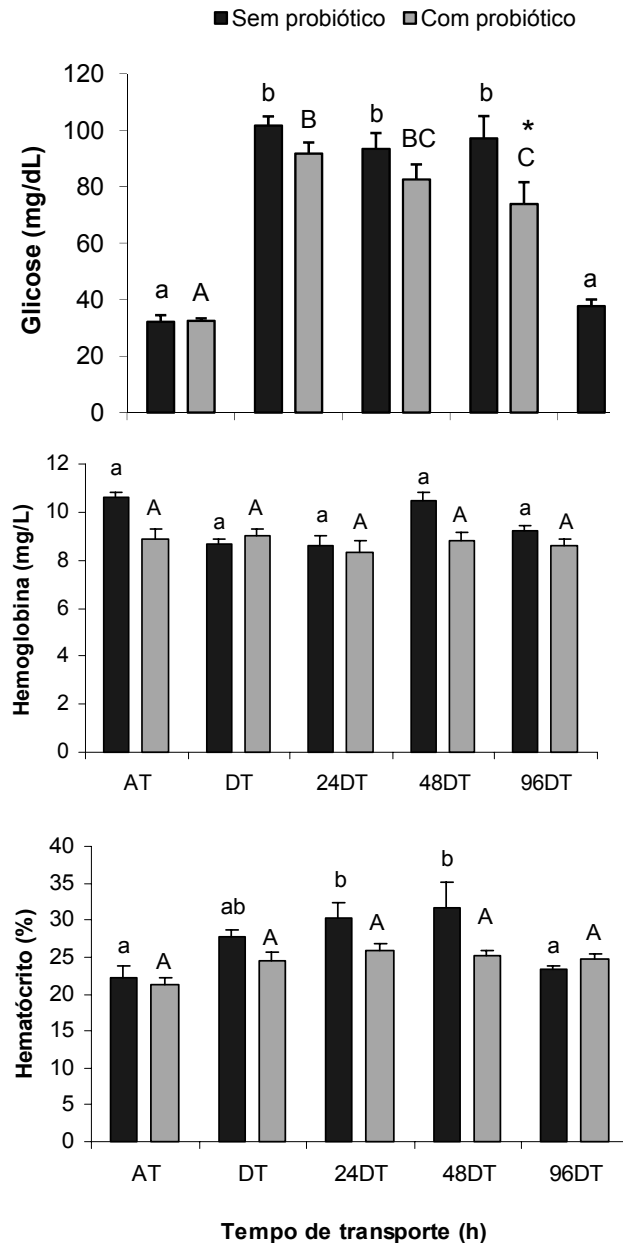 Sem probiótico Com probiótico
Glicose (mg/dL)
120
100
80
60
40
20
0
a A b B b BC b * C a
Hemoglobina (mg/L)
12
10
8
6
4
2
0
a A a A a A a A a A
AT DT 24DT 48DT 96DT
Hematócrito (%)
40
35
30
25
20
15
10
5
0
a A ab A b A b A a A
AT DT 24DT 48DT 96DT
Tempo de transporte (h)